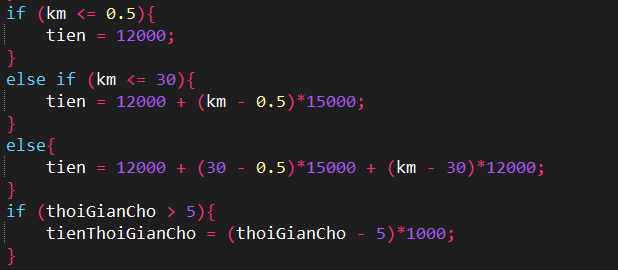 if (km <= 0.5){
    tien = 12000;
}
else if (km <= 30){
    tien = 12000 + (km - 0.5)*15000;
}
else{
    tien = 12000 + (30 - 0.5)*15000 + (km - 30)*12000;
}
if (thoiGianCho > 5){
    tienThoiGianCho = (thoiGianCho - 5)*1000;
}